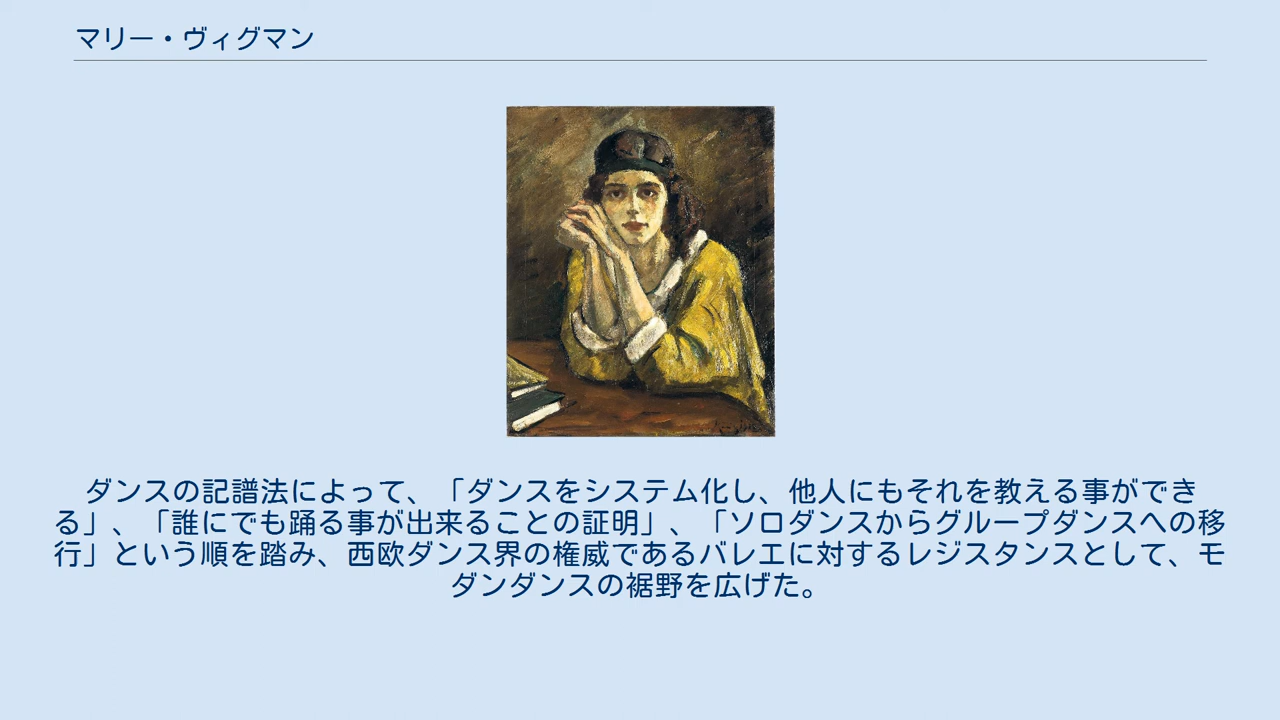 マリー・ヴィグマン
ダンスの記譜法によって、「ダンスをシステム化し、他人にもそれを教える事ができ
る」、「誰にでも踊る事が出来ることの証明」、「ソロダンスからグループダンスへの移
行」という順を踏み、西欧ダンス界の権威であるバレエに対するレジスタンスとして、モ
ダンダンスの裾野を広げた。